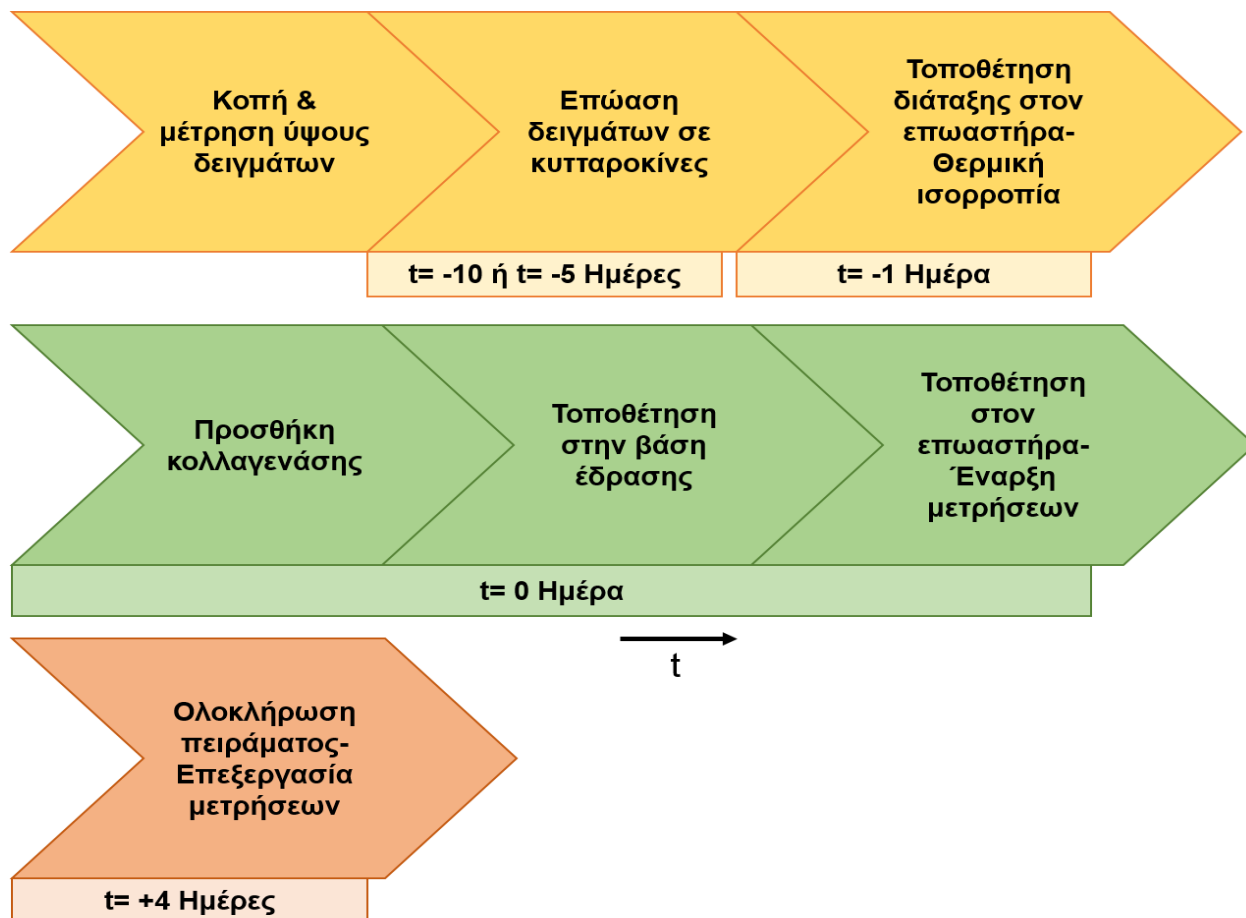 Κοπή &
μέτρηση ύψους
δειγμάτων
Επώαση
δειγμάτων σε
κυτταροκίνες
Τοποθέτηση
διάταξης στον
επωαστήρα-
Θερμική
ισορροπία
t= -10 ή t= -5 Ημέρες
t= -1 Ημέρα
Προσθήκη
κολλαγενάσης
Τοποθέτηση
στην βάση
έδρασης
Τοποθέτηση
στον
επωαστήρα-
Έναρξη
μετρήσεων
t= 0 Ημέρα
t
Ολοκλήρωση
πειράματος-
Επεξεργασία
μετρήσεων
t= +4 Ημέρες